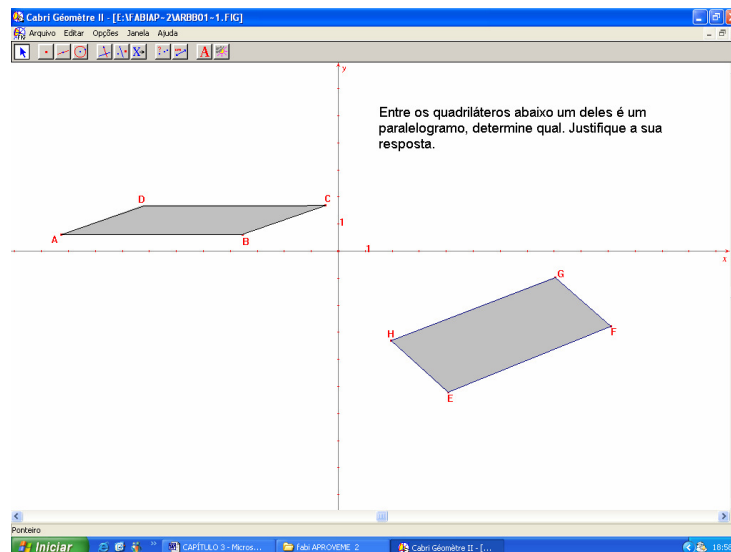 Cabri Géomètre II - [E:\FABIAP~2\ARBB01~1.FIG]
Arquivo Editar Opções Janela Ajuda
A
y
Entre os quadriláteros abaixo um deles é um
paralelogramo, determine qual. Justifique a sua
resposta.
D
C
1
A
B
1
x
G
H
F
E
Ponteiro
Iniciar
CAPÍTULO 3 - Micros...
fabi APROVEME 2
Cabri Géomètre II - [...
18:58